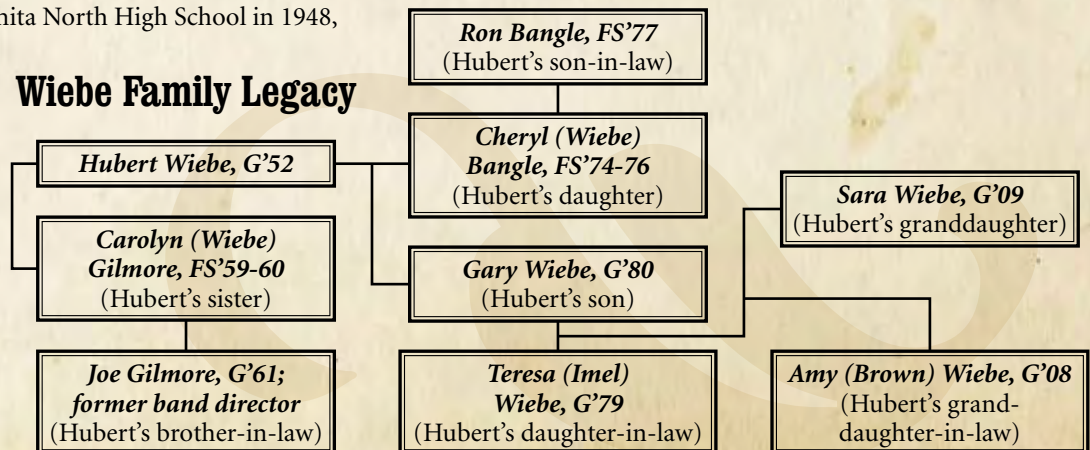 nita North High School in 1948,
Wiebe Family Legacy
Ron Bangle, FS'77
(Hubert's son-in-law)
Hubert Wiebe, G'52
Cheryl (Wiebe)
Bangle, FS'74-76
(Hubert's daughter)
Sara Wiebe, G'09
(Hubert's granddaughter)
Carolyn (Wiebe)
Gilmore, FS'59-60
(Hubert's sister)
Gary Wiebe, G'80
(Hubert's son)
Joe Gilmore, G'61;
former band director
(Hubert's brother-in-law)
Teresa (Imel)
Wiebe, G'79
(Hubert's daughter-in-law)
Amy (Brown) Wiebe, G'08
(Hubert's grand-
daughter-in-law)